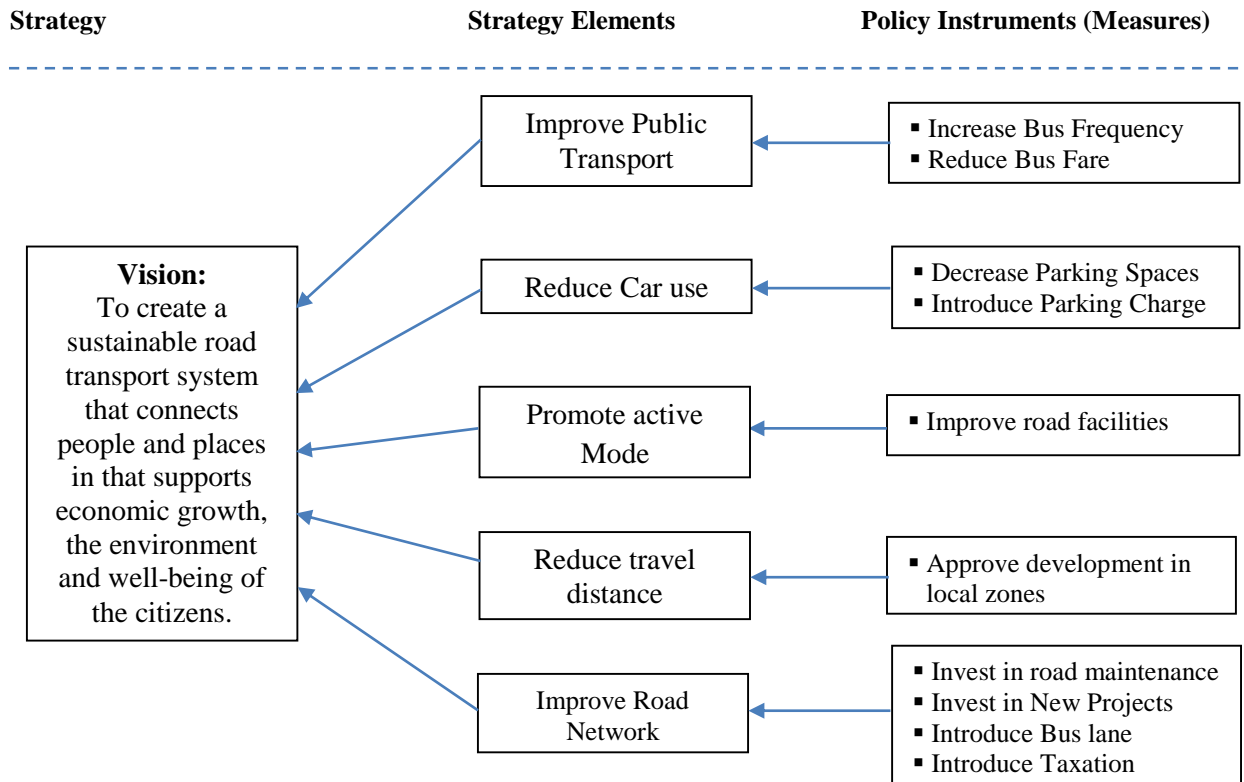 Strategy
Strategy Elements
Policy Instruments (Measures)
Improve Public
Transport
▪ Increase Bus Frequency
▪ Reduce Bus Fare
Vision:
To create a
sustainable road
transport system
that connects
people and places
in that supports
economic growth,
the environment
and well-being of
the citizens.
Reduce Car use
▪ Decrease Parking Spaces
▪ Introduce Parking Charge
Promote active
Mode
▪ Improve road facilities
Reduce travel
distance
▪ Approve development in
local zones
Improve Road
Network
▪ Invest in road maintenance
▪ Invest in New Projects
▪ Introduce Bus lane
▪ Introduce Taxation